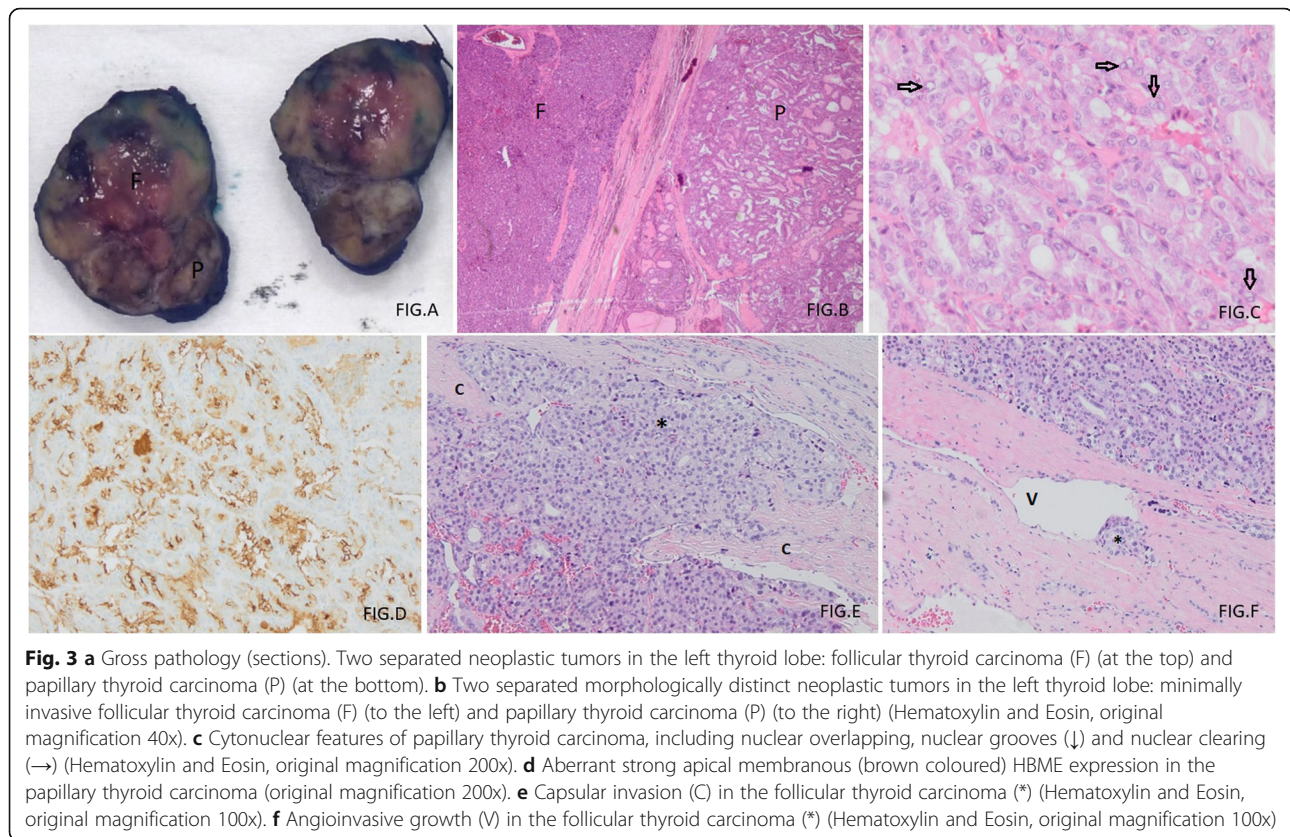 F
P
FIG.A
F
P
FIG.B
FIG.C
FIG.D
C
*
C
FIG.E
V
*
FIG.F
Fig. 3 a Gross pathology (sections). Two separated neoplastic tumors in the left thyroid lobe: follicular thyroid carcinoma (F) (at the top) and
papillary thyroid carcinoma (P) (at the bottom). b Two separated morphologically distinct neoplastic tumors in the left thyroid lobe: minimally
invasive follicular thyroid carcinoma (F) (to the left) and papillary thyroid carcinoma (P) (to the right) (Hematoxylin and Eosin, original
magnification 40x). c Cytonuclear features of papillary thyroid carcinoma, including nuclear overlapping, nuclear grooves (↓) and nuclear clearing
(→) (Hematoxylin and Eosin, original magnification 200x). d Aberrant strong apical membranous (brown coloured) HBME expression in the
papillary thyroid carcinoma (original magnification 200x). e Capsular invasion (C) in the follicular thyroid carcinoma (*) (Hematoxylin and Eosin,
original magnification 100x). f Angioinvasive growth (V) in the follicular thyroid carcinoma (*) (Hematoxylin and Eosin, original magnification 100x)